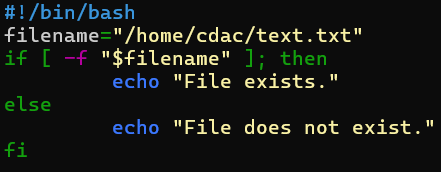 #!/bin/bash
filename="/home/cdac/text.txt"
if [ -f "$filename" ]; then
        echo "File exists."
else
        echo "File does not exist."
fi